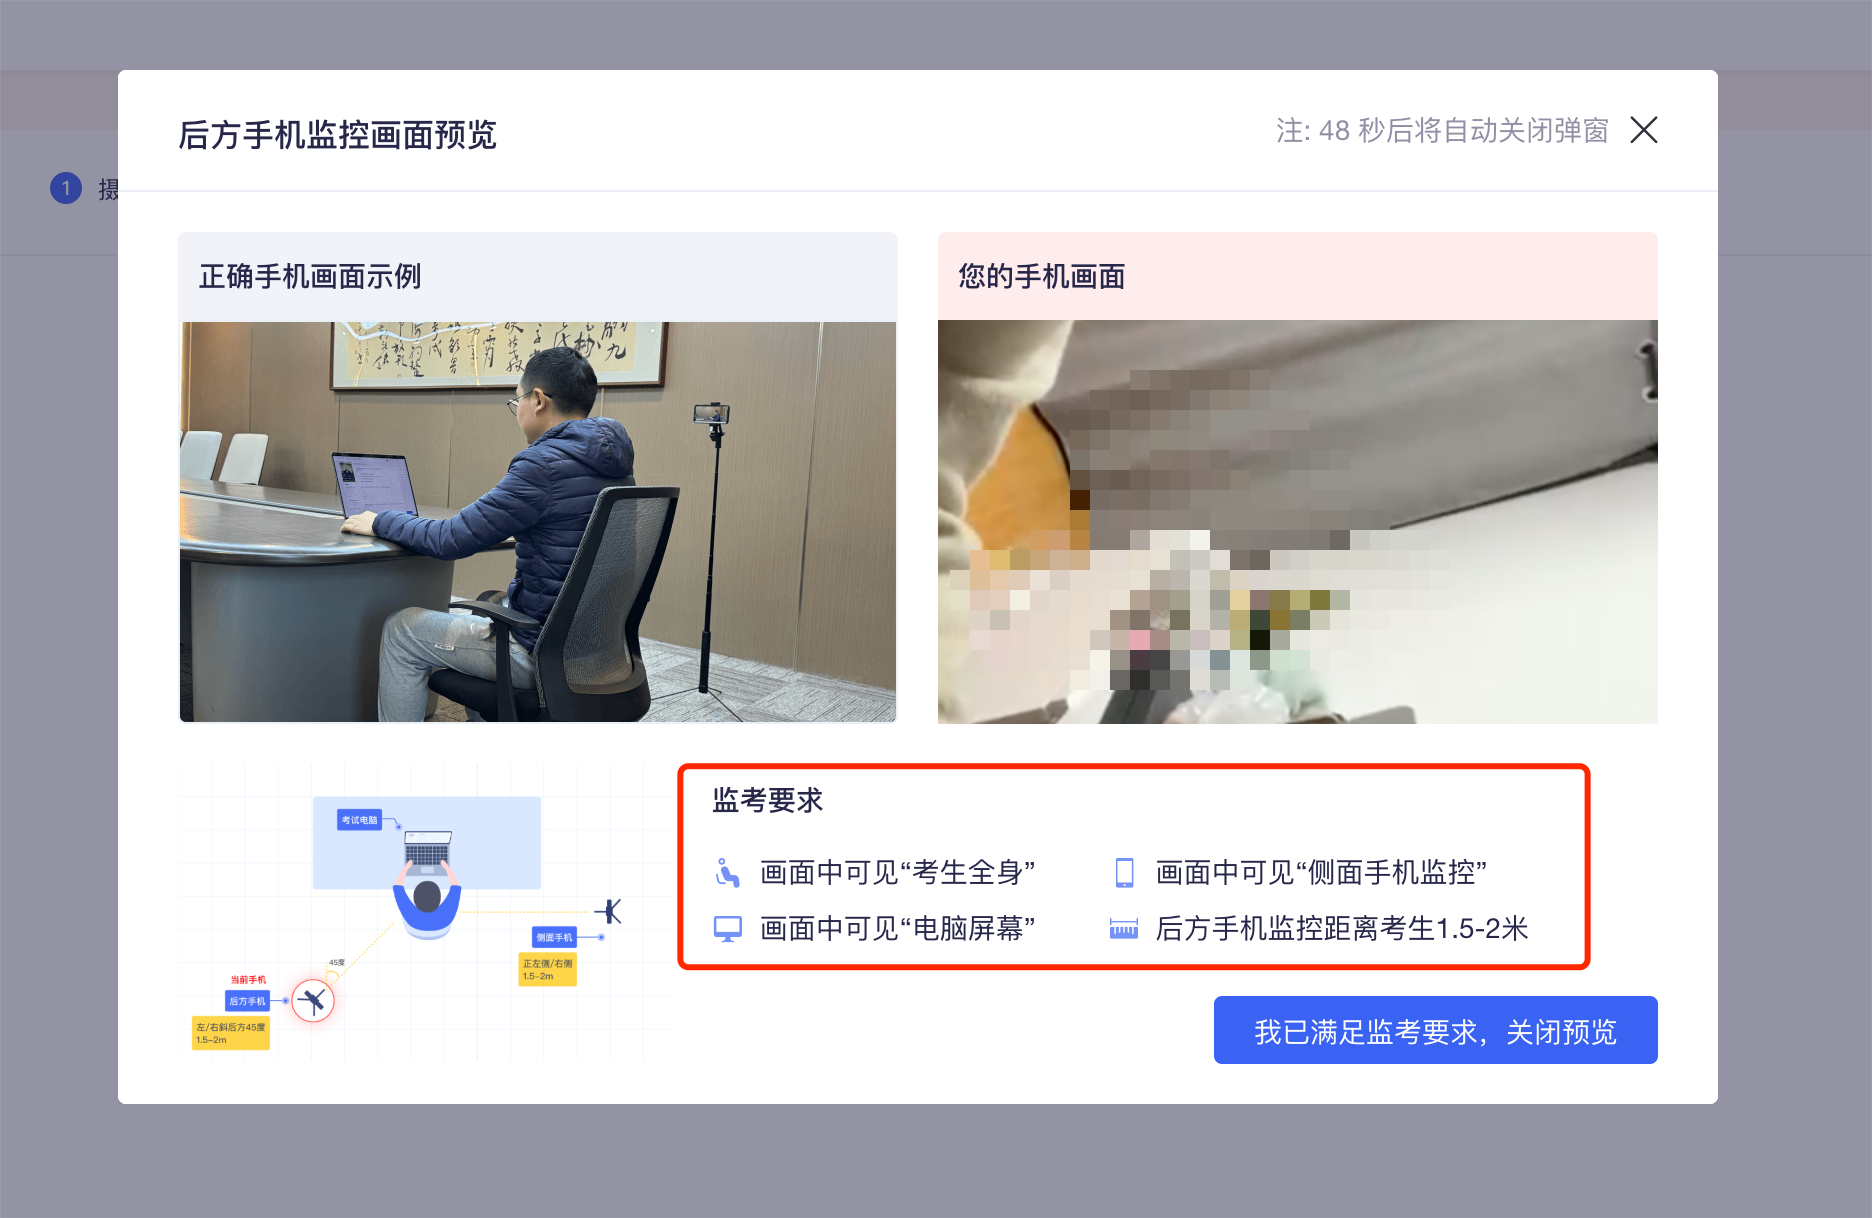 后方手机监控画面预览
注: 48 秒后将自动关闭弹窗
1 摄
正确手机画面示例
您的手机画面
考试电脑
侧面手机
正左侧/右侧
1.5-2m
45度
当前手机
后方手机
左/右斜后方45度
1.5-2m
监考要求
画面中可见“考生全身”
画面中可见“侧面手机监控”
画面中可见“电脑屏幕”
后方手机监控距离考生1.5-2米
我已满足监考要求，关闭预览